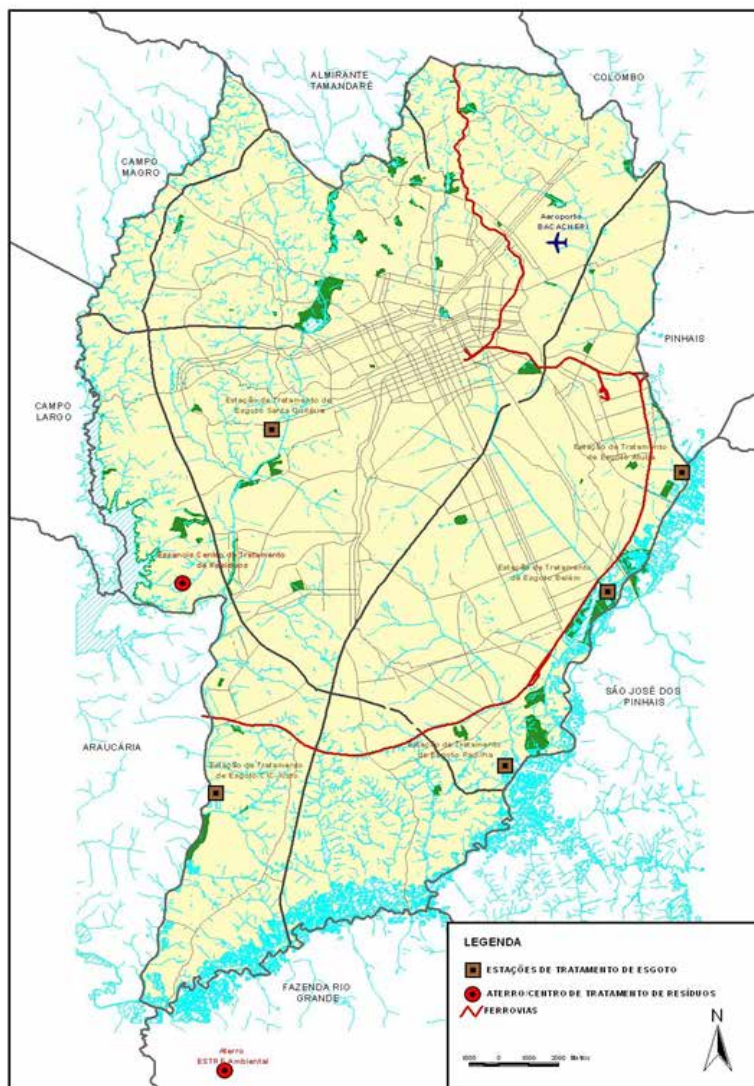 ALMIRANTE
TAMANDARÉ
COLOMBO
CAMPO
MAGRO
Aeroporto
BACACHERI
PINHAIS
CAMPO
LARGO
Estação de Tratamento de
Esgoto Santa Quitéria
Estação de Tratamento
de Esgoto Atuba
Essencis Centro de Tratamento
de Resíduos
Estação de Tratamento
de Esgoto Belém
SÃO JOSÉ DOS
PINHAIS
ARAUCÁRIA
Estação de Tratamento
de Esgoto Padilha
Estação de Tratamento
de Esgoto CIC
FAZENDA RIO
GRANDE
Aterro
ESTRE Ambiental
LEGENDA
ESTAÇÕES DE TRATAMENTO DE ESGOTO
ATERRO/CENTRO DE TRATAMENTO DE RESÍDUOS
FERROVIAS
N